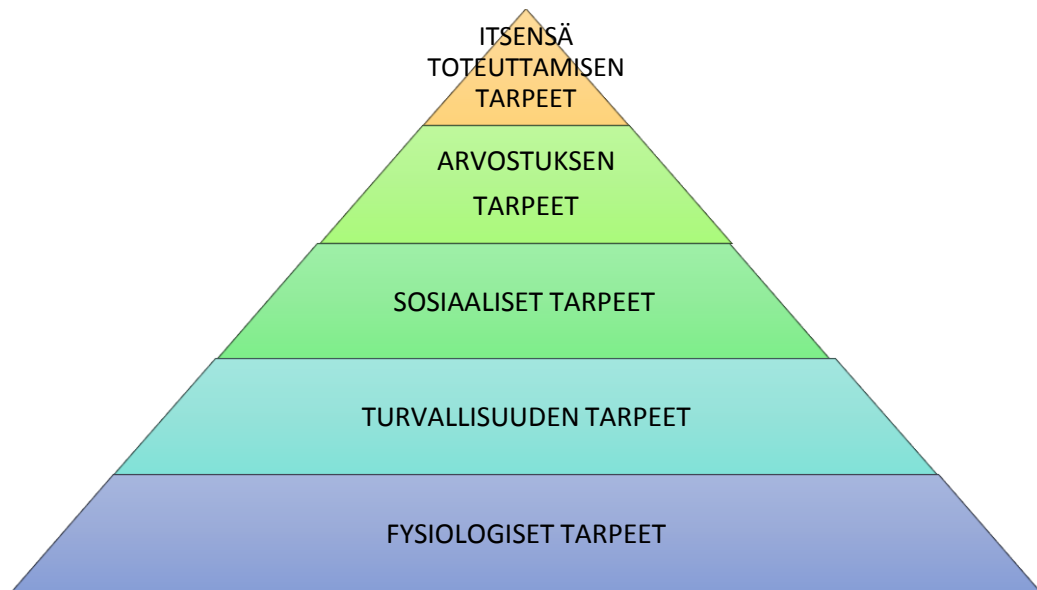 ITSENSÄ
TOTEUTTAMISEN
TARPEET
ARVOSTUKSEN
TARPEET
SOSIAALISET TARPEET
TURVALLISUUDEN TARPEET
FYSIOLOGISET TARPEET